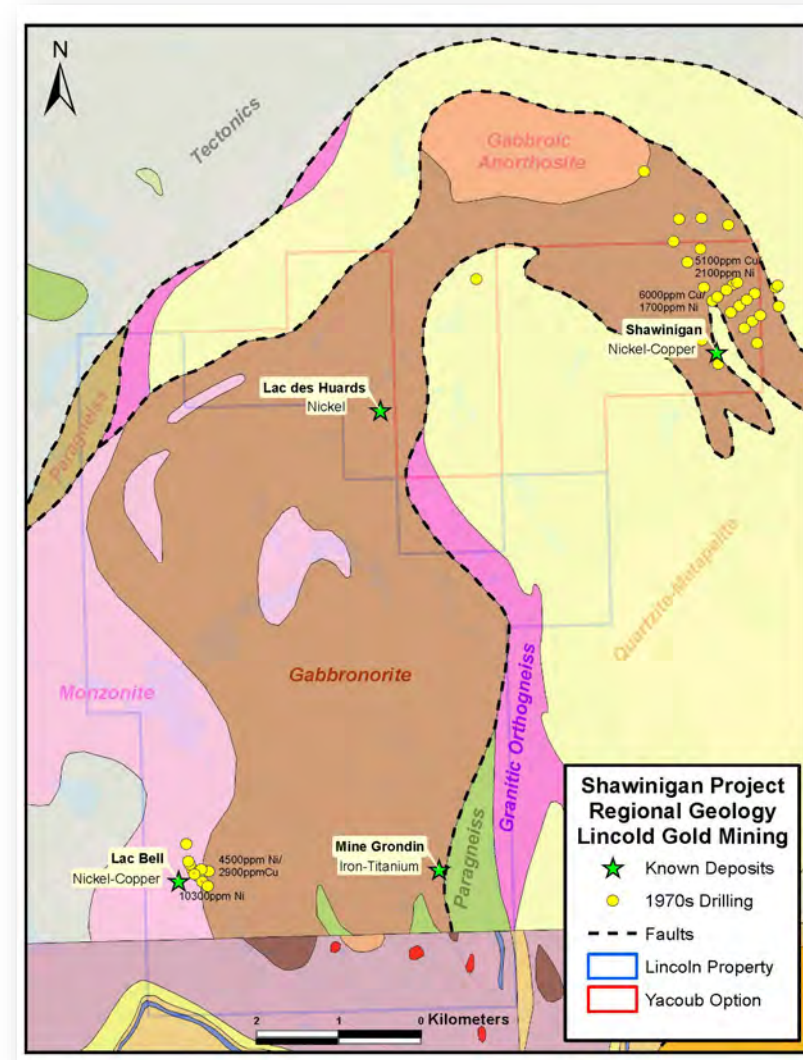 N
Tectonics
Gabbroic
Anorthosite
5100ppm Cu/
2100ppm Ni
6000ppm Cu/
1700ppm Ni
Shawinigan
Nickel-Copper
Lac des Huards
Nickel
Paragneiss
Quartzite-Metapelite
Gabbronorite
Monzonite
Granitic Orthogneiss
Paragneiss
Lac Bell
Nickel-Copper
4500ppm Ni/
2900ppmCu
10300ppm Ni
Mine Grondin
Iron-Titanium
2 1 0 Kilometers
Shawinigan Project
Regional Geology
Lincold Gold Mining
Known Deposits
1970s Drilling
Faults
Lincoln Property
Yacoub Option